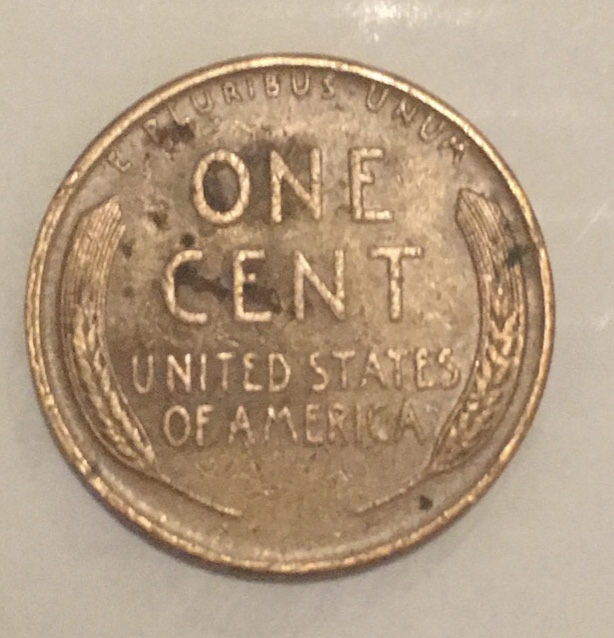 E · PLURIBUS · UNUM
ONE
CENT
UNITED STATES
OF AMERICA